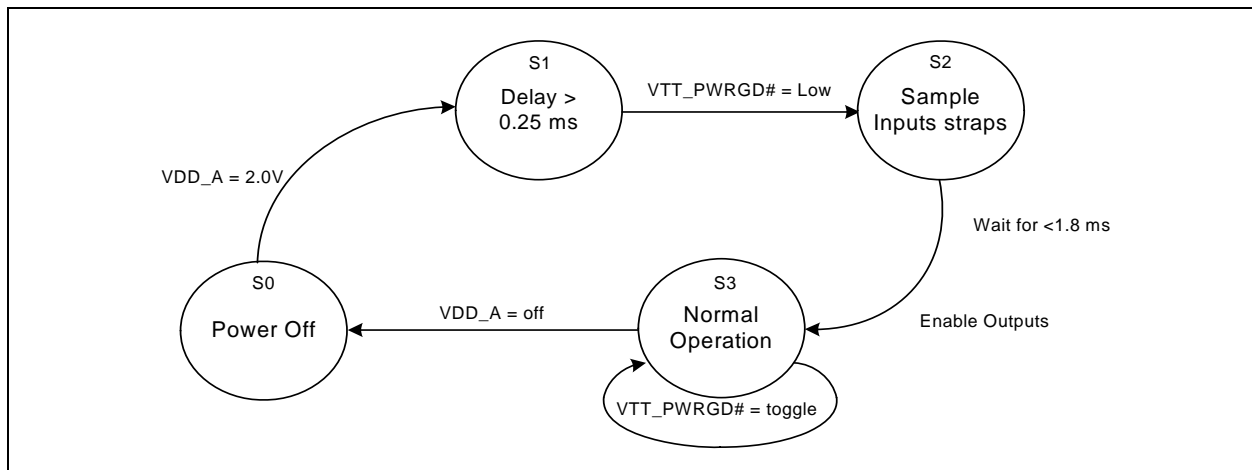 S1
Delay >
0.25 ms
VTT_PWRGD# = Low
S2
Sample
Inputs straps
VDD_A = 2.0V
Wait for <1.8 ms
S0
Power Off
VDD_A = off
S3
Normal
Operation
Enable Outputs
VTT_PWRGD# = toggle